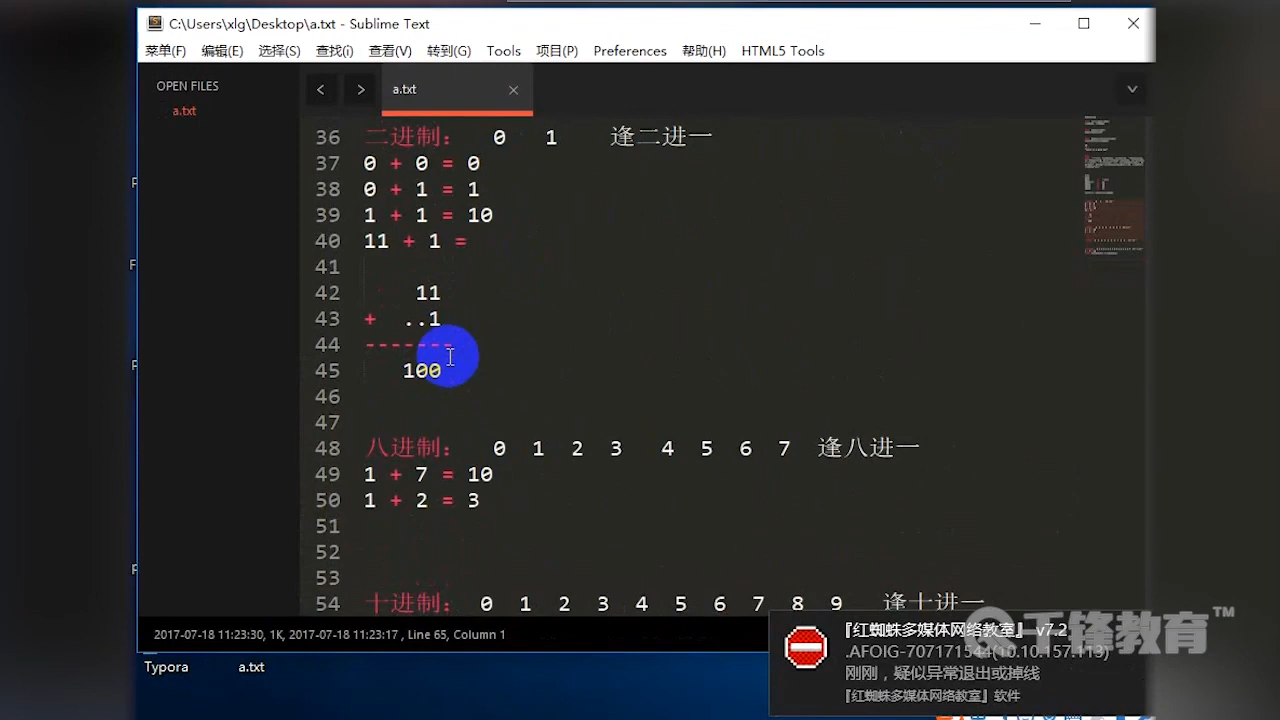 C:\Users\xlg\Desktop\a.txt - Sublime Text
菜单(F) 编辑(E) 选择(S) 查找(i) 查看(V) 转到(G) Tools 项目(P) Preferences 帮助(H) HTML5 Tools
OPEN FILES
a.txt
a.txt
36 二进制: 0 1 逢二进一
37 0 + 0 = 0
38 0 + 1 = 1
39 1 + 1 = 10
40 11 + 1 =
41
42 11
43 + ..1
44 -------
45 100
46
47
48 八进制: 0 1 2 3 4 5 6 7 逢八进一
49 1 + 7 = 10
50 1 + 2 = 3
51
52
53
54 十进制: 0 1 2 3 4 5 6 7 8 9 逢十进一
2017-07-18 11:23:30, 1K, 2017-07-18 11:23:17 , Line 65, Column 1
Typora a.txt
『红蜘蛛多媒体网络教室』 v7.2
.AFOIG-707171544(10.10.157.113)
刚刚，疑似异常退出或掉线
『红蜘蛛多媒体网络教室』软件
千锋教育™